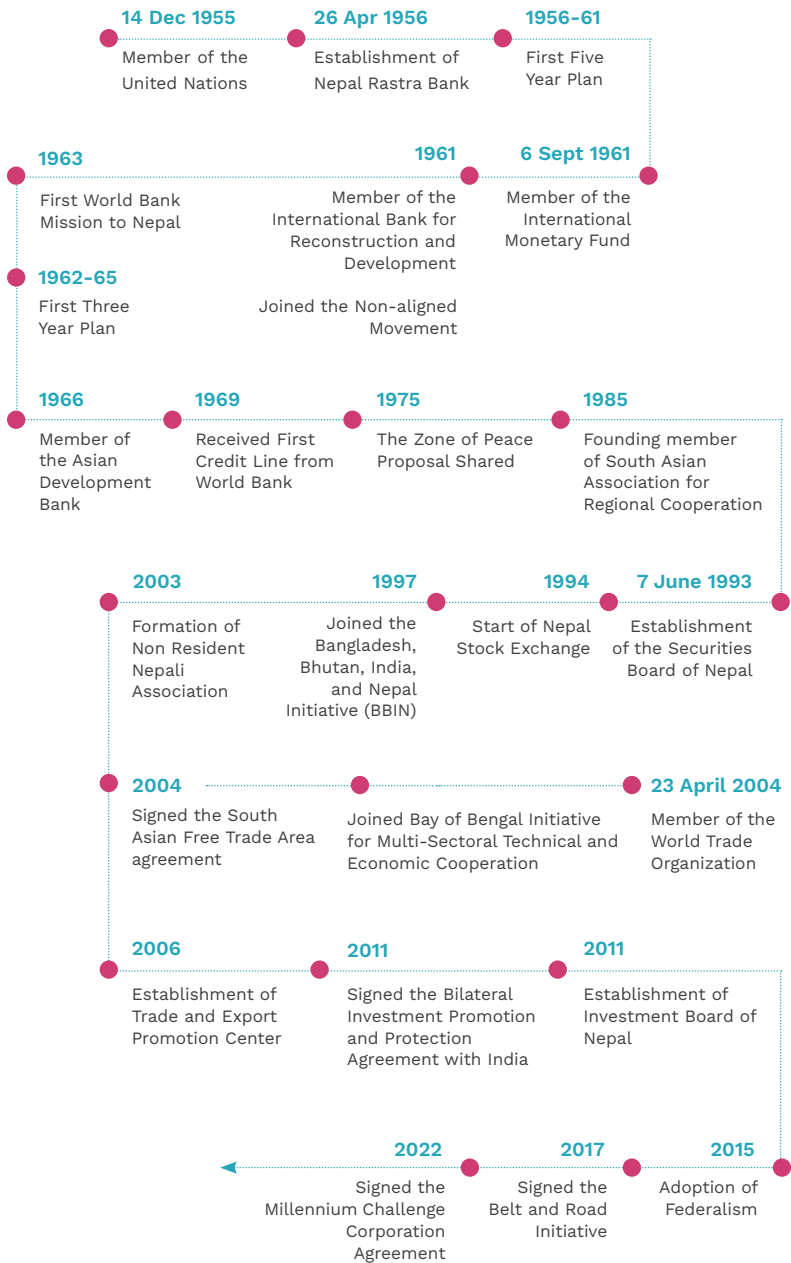 14 Dec 1955
Member of the
United Nations
26 Apr 1956
Establishment of
Nepal Rastra Bank
1956-61
First Five
Year Plan
6 Sept 1961
Member of the
International
Monetary Fund
1961
Member of the
International Bank for
Reconstruction and
Development
Joined the Non-aligned
Movement
1963
First World Bank
Mission to Nepal
1962-65
First Three
Year Plan
1966
Member of
the Asian
Development
Bank
1969
Received First
Credit Line from
World Bank
1975
The Zone of Peace
Proposal Shared
1985
Founding member
of South Asian
Association for
Regional Cooperation
7 June 1993
Establishment
of the Securities
Board of Nepal
1994
Start of Nepal
Stock Exchange
1997
Joined the
Bangladesh,
Bhutan, India,
and Nepal
Initiative (BBIN)
2003
Formation of
Non Resident
Nepali
Association
2004
Signed the South
Asian Free Trade Area
agreement
Joined Bay of Bengal Initiative
for Multi-Sectoral Technical and
Economic Cooperation
23 April 2004
Member of the
World Trade
Organization
2006
Establishment of
Trade and Export
Promotion Center
2011
Signed the Bilateral
Investment Promotion
and Protection
Agreement with India
2011
Establishment of
Investment Board of
Nepal
2015
Adoption of
Federalism
2017
Signed the
Belt and Road
Initiative
2022
Signed the
Millennium Challenge
Corporation
Agreement